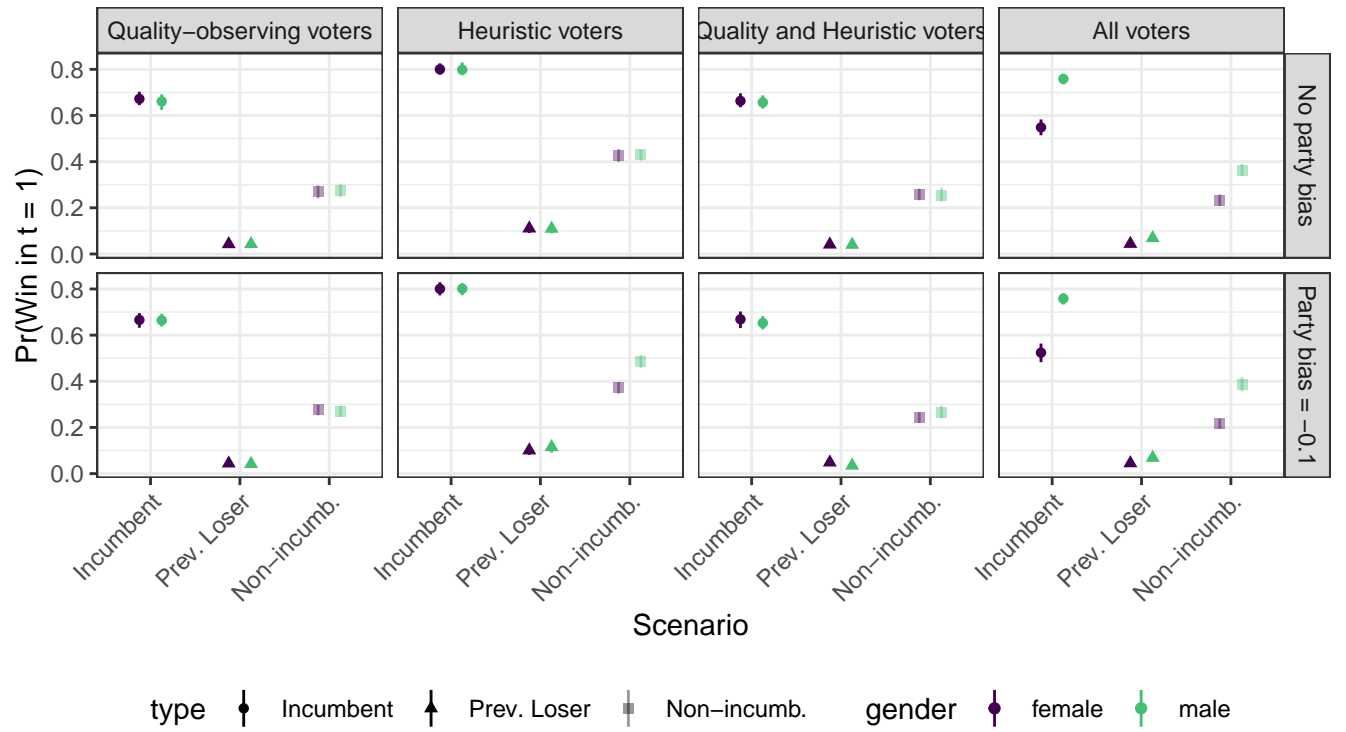 Quality−observing voters
Heuristic voters
Quality and Heuristic voters
All voters
No party bias
Party bias = −0.1
Pr(Win in t = 1)
0.8
0.6
0.4
0.2
0.0
0.8
0.6
0.4
0.2
0.0
Incumbent
Prev. Loser
Non−incumb.
Incumbent
Prev. Loser
Non−incumb.
Incumbent
Prev. Loser
Non−incumb.
Incumbent
Prev. Loser
Non−incumb.
Scenario
type Incumbent Prev. Loser Non−incumb. gender female male